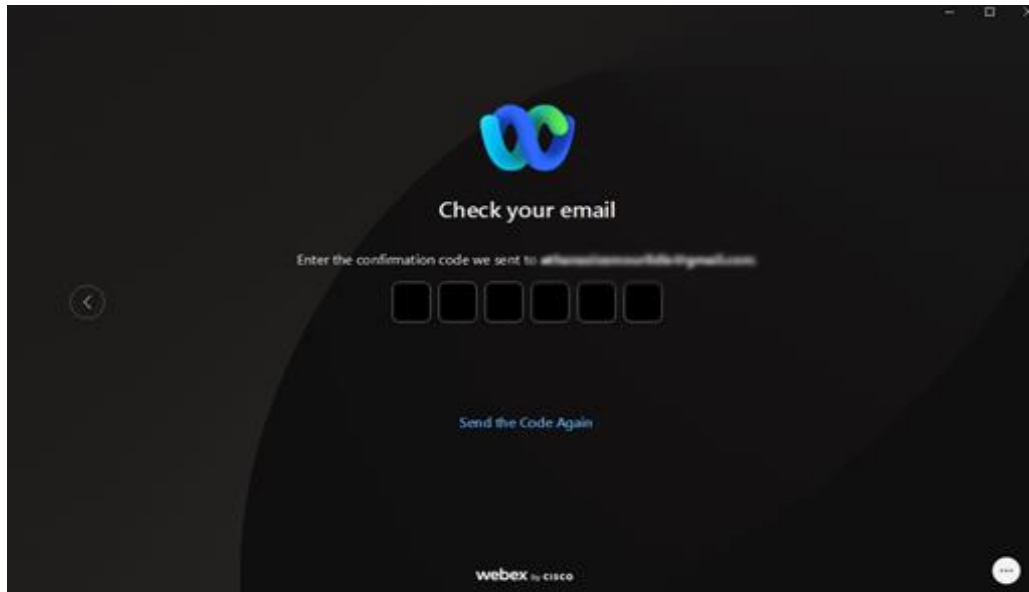 Check your email
Enter the confirmation code we sent to
Send the Code Again
webex by CISCO